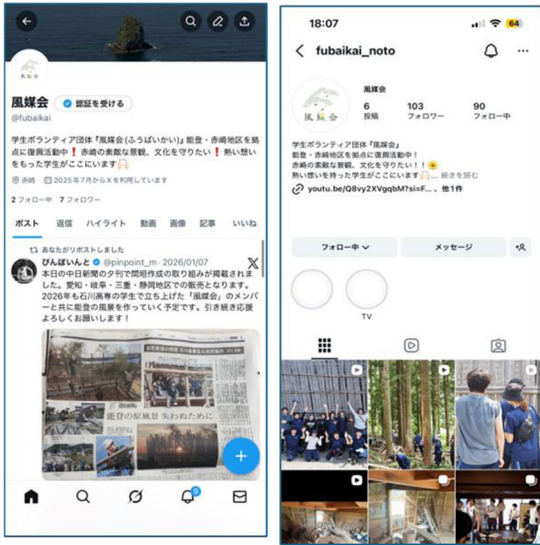 風媒会
風媒会
認証を受ける
@fubaikai
学生ボランティア団体『風媒会(ふうばいかい)』能登・赤崎地区を拠
点に復興活動中❗ 赤崎の素敵な景観、文化を守りたい❗ 熱い想い
をもった学生がここにいます🙌🏻
赤崎 2025年7月からXを利用しています
2 フォロー中 7 フォロワー
ポスト 返信 ハイライト 動画 画像 記事 いいね
あなたがリポストしました
ぴんぽいんと @pinpoint_m · 2026/01/07
本日の中日新聞の夕刊で間垣作成の取り組みが掲載されま
した。愛知・岐阜・三重・静岡地区での販売となります。
2026年も石川高専の学生で立ち上げた「風媒会」のメンバ
ーと共に能登の風景を作っていく予定です。引き続き応援
よろしくお願いします！
能登の原風景 失わぬために
18:07
64
fubaikai_noto
風媒会
風媒会
6 103 90
投稿 フォロワー フォロー中
学生ボランティア団体『風媒会』
能登・赤崎地区を拠点に復興活動中！
赤崎の素敵な景観、文化を守りたい！！🌼
熱い想いを持った学生がここにいます🙌🏻... 続きを読む
youtu.be/Q8vy2XVgqbM?si=F...、他1件
フォロー中 メッセージ
TV